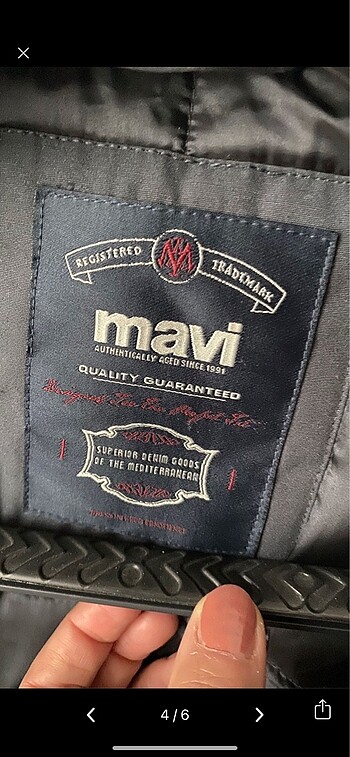 REGISTERED TRADEMARK
mavi
AUTHENTICALLY AGED SINCE 1991
QUALITY GUARANTEED
SUPERIOR DENIM GOODS
OF THE MEDITERRANEAN
4/6